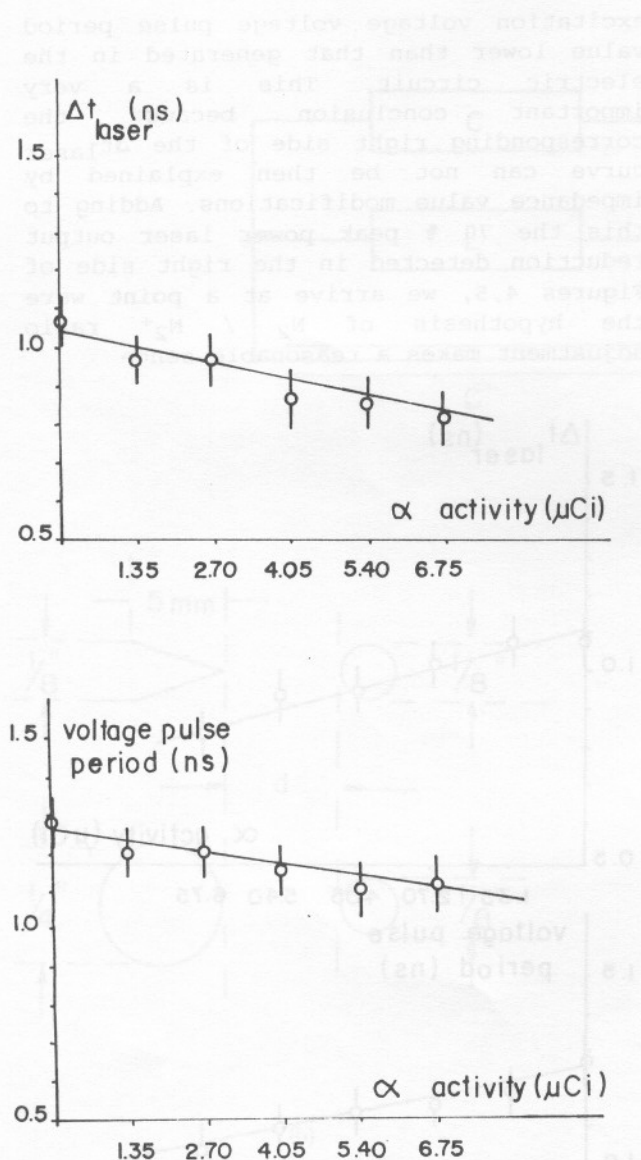 excitation voltage voltage pulse period
value lower than that generated in the
electric circuit. This is a very
important conclusion because the
corresponding right side of the
curve can not be then explained by
impedance value modifications. Adding to
this the % peak power laser output
reduction detected in the right side of
figures 4,5, we arrive at a point were
the hypothesis of N₂ / N₂⁺ ratio
adjustment makes a reasonable
Δt laser (ns)
1.5
1.0
0.5
∝ activity (μCi)
1.35 2.70 4.05 5.40 6.75
1.5
voltage pulse
period (ns)
1.0
0.5
∝ activity (μCi)
1.35 2.70 4.05 5.40 6.75